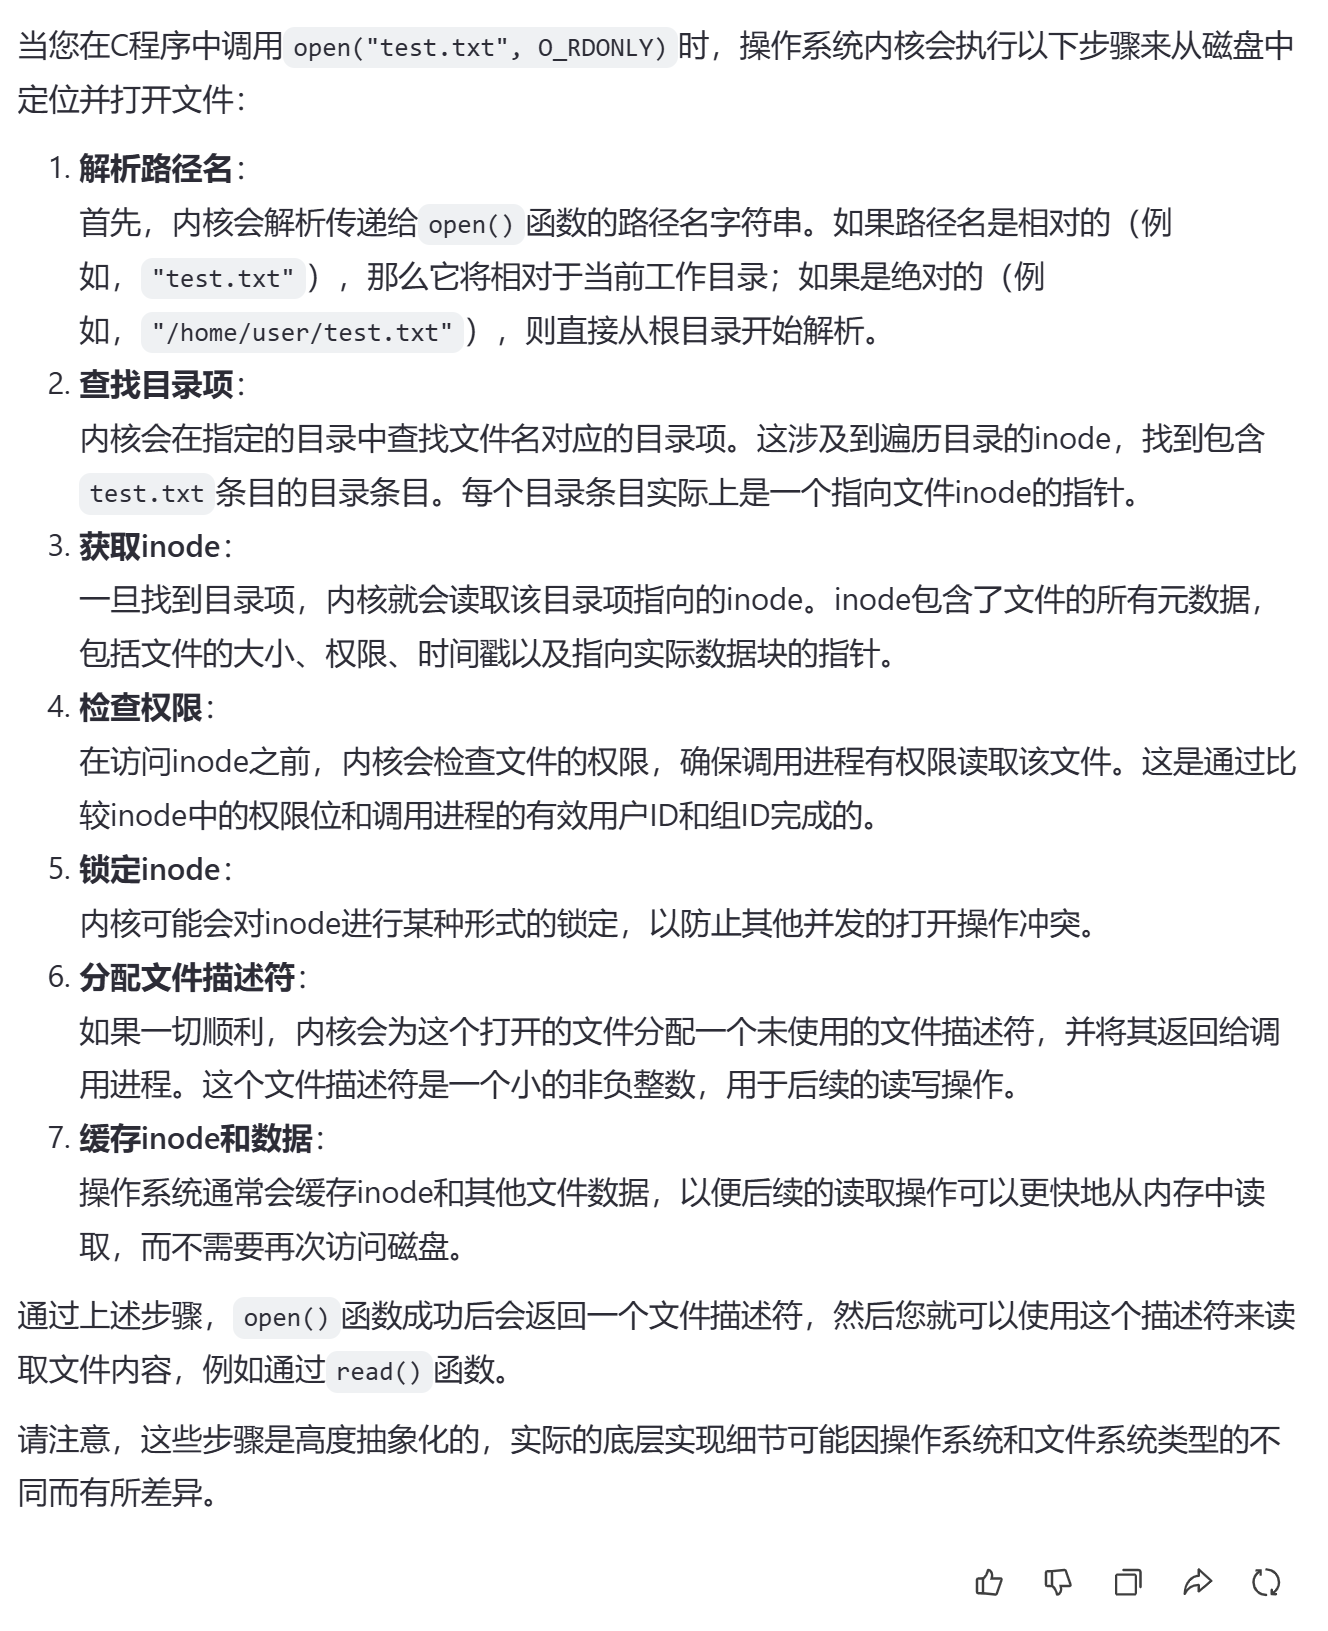 当您在C程序中调用open("test.txt", O_RDONLY)时，操作系统内核会执行以下步骤来从磁盘中
定位并打开文件：
1. 解析路径名：
首先，内核会解析传递给open()函数的路径名字符串。如果路径名是相对的（例
如，"test.txt"），那么它将相对于当前工作目录；如果是绝对的（例
如，"/home/user/test.txt"），则直接从根目录开始解析。
2. 查找目录项：
内核会在指定的目录中查找文件名对应的目录项。这涉及到遍历目录的inode，找到包含
test.txt条目的目录条目。每个目录条目实际上是一个指向文件inode的指针。
3. 获取inode：
一旦找到目录项，内核就会读取该目录项指向的inode。inode包含了文件的所有元数据，
包括文件的大小、权限、时间戳以及指向实际数据块的指针。
4. 检查权限：
在访问inode之前，内核会检查文件的权限，确保调用进程有权限读取该文件。这是通过比
较inode中的权限位和调用进程的有效用户ID和组ID完成的。
5. 锁定inode：
内核可能会对inode进行某种形式的锁定，以防止其他并发的打开操作冲突。
6. 分配文件描述符：
如果一切顺利，内核会为这个打开的文件分配一个未使用的文件描述符，并将其返回给调
用进程。这个文件描述符是一个小的非负整数，用于后续的读写操作。
7. 缓存inode和数据：
操作系统通常会缓存inode和其他文件数据，以便后续的读取操作可以更快地从内存中读
取，而不需要再次访问磁盘。
通过上述步骤，open()函数成功后会返回一个文件描述符，然后您就可以使用这个描述符来读
取文件内容，例如通过read()函数。
请注意，这些步骤是高度抽象化的，实际的底层实现细节可能因操作系统和文件系统类型的不
同而有所差异。